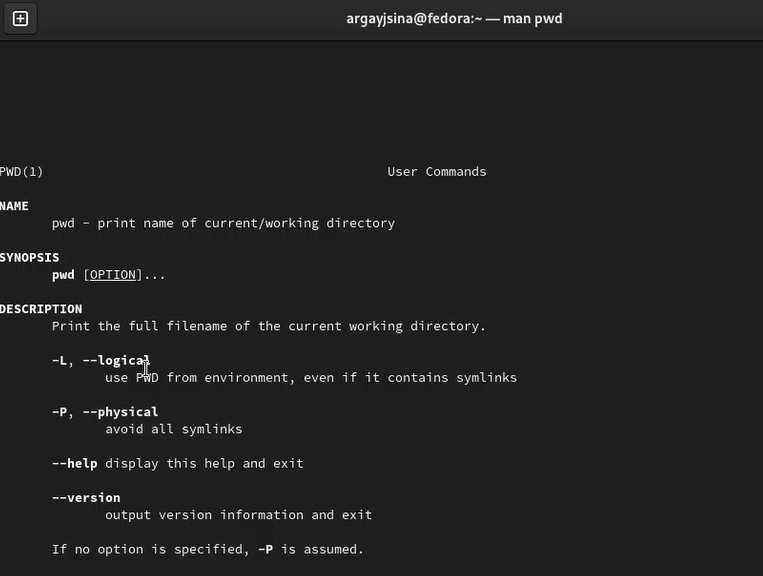 argayjsina@fedora:~ — man pwd
PWD(1) User Commands
NAME
pwd - print name of current/working directory
SYNOPSIS
pwd [OPTION]...
DESCRIPTION
Print the full filename of the current working directory.
-L, --logical
use PWD from environment, even if it contains symlinks
-P, --physical
avoid all symlinks
--help display this help and exit
--version
output version information and exit
If no option is specified, -P is assumed.